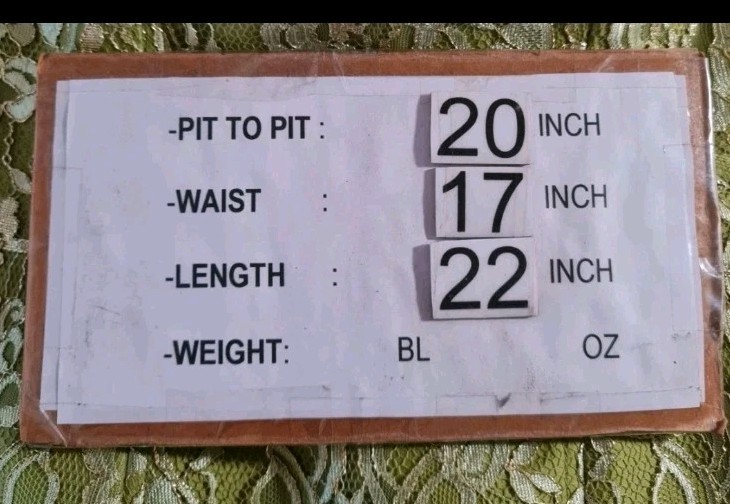 -PIT TO PIT : 20 INCH
-WAIST : 17 INCH
-LENGTH : 22 INCH
-WEIGHT: BL OZ